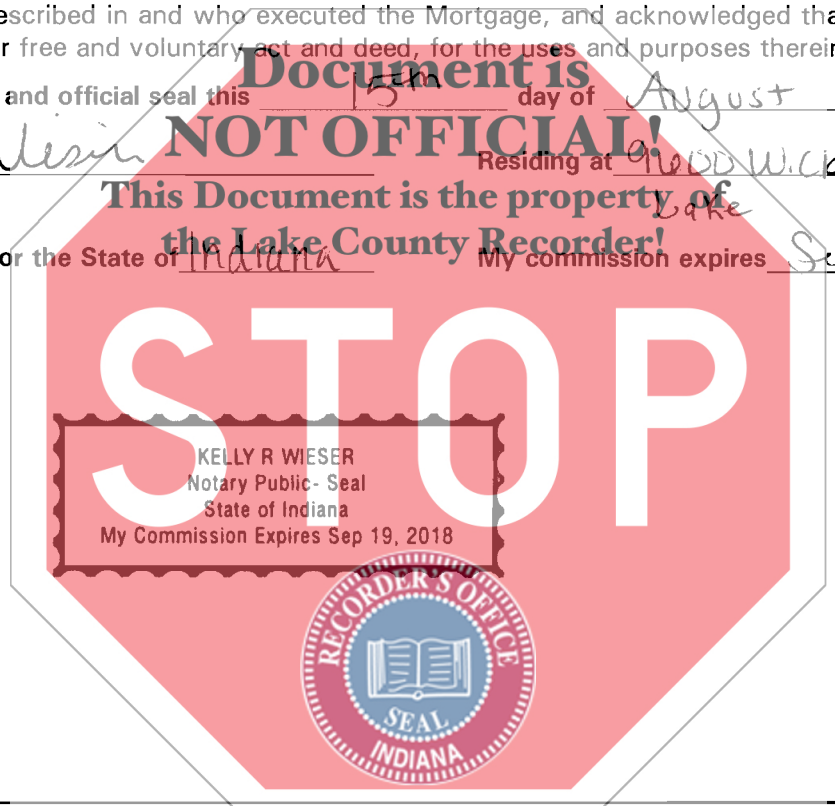 escribed in and who executed the Mortgage, and acknowledged tha
r free and voluntary act and deed, for the uses and purposes therein
Document is
and official seal this 15th day of August
NOT OFFICIAL!
Residing at 9600 W.
This Document is the property of
Lake
the Lake County Recorder!
or the State of Indiana My commission expires
STOP
KELLY R WIESER
Notary Public- Seal
State of Indiana
My Commission Expires Sep 19, 2018
RECORDER'S OFFICE
SEAL
INDIANA